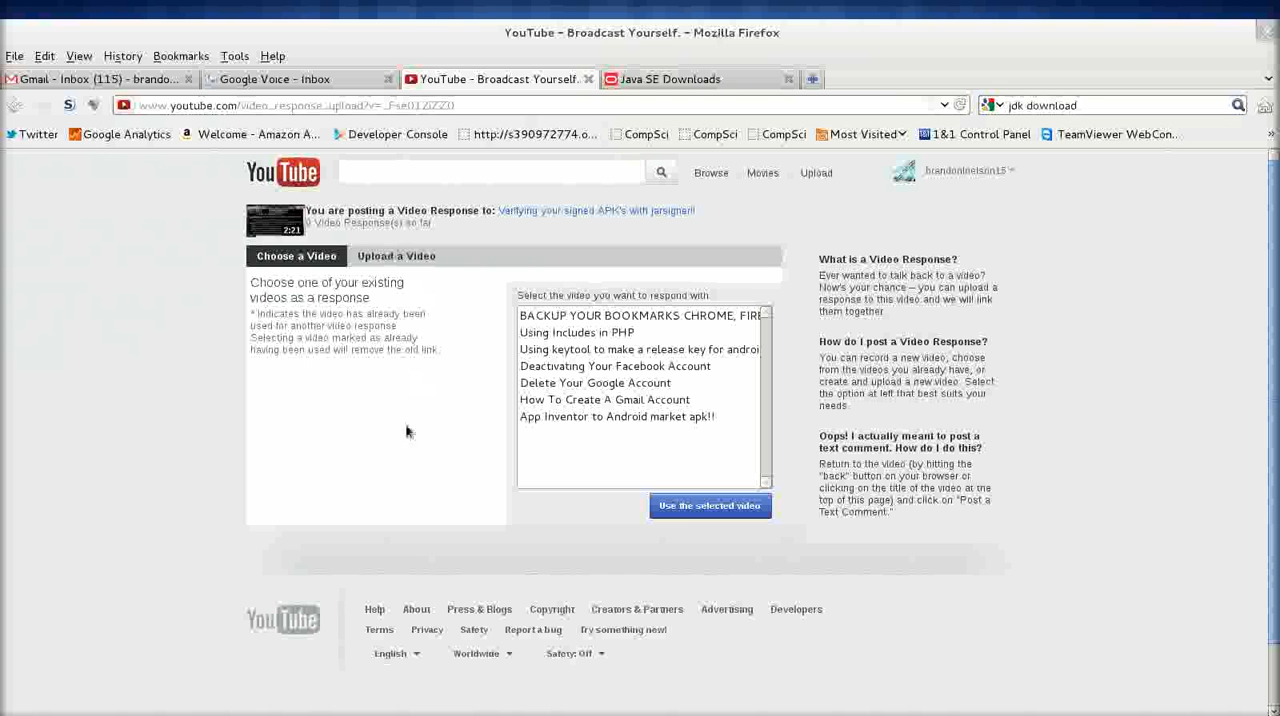 YouTube - Broadcast Yourself. - Mozilla Firefox
File Edit View History Bookmarks Tools Help
Gmail - Inbox (115) - brando... Google Voice - Inbox YouTube - Broadcast Yourself. Java SE Downloads
www.youtube.com/video_response_upload?v= jdk download
Twitter Google Analytics Welcome - Amazon A... Developer Console http://s390972774.o... CompSci CompSci CompSci Most Visited 1&1 Control Panel TeamViewer WebCon...
YouTube Browse Movies Upload brandonlnelson15
You are posting a Video Response to: Verifying your signed APK's with jarsigner!!
2:21 0 Video Response(s) so far
Choose a Video Upload a Video
Choose one of your existing
videos as a response
* Indicates the video has already been
used for another video response
Selecting a video marked as already
having been used will remove the old link.
Select the video you want to respond with
BACKUP YOUR BOOKMARKS CHROME, FIRE
Using Includes in PHP
Using keytool to make a release key for androi
Deactivating Your Facebook Account
Delete Your Google Account
How To Create A Gmail Account
App Inventor to Android market apk!!
Use the selected video
What is a Video Response?
Ever wanted to talk back to a video?
Now's your chance – you can upload a
response to this video and we will link
them together.
How do I post a Video Response?
You can record a new video, choose
from the videos you already have, or
create and upload a new video. Select
the option at left that best suits your
needs.
Oops! I actually meant to post a
text comment. How do I do this?
Return to the video (by hitting the
"back" button on your browser or
clicking on the title of the video at the
top of this page) and click on "Post a
Text Comment."
YouTube Help About Press & Blogs Copyright Creators & Partners Advertising Developers
Terms Privacy Safety Report a bug Try something new!
English Worldwide Safety: Off